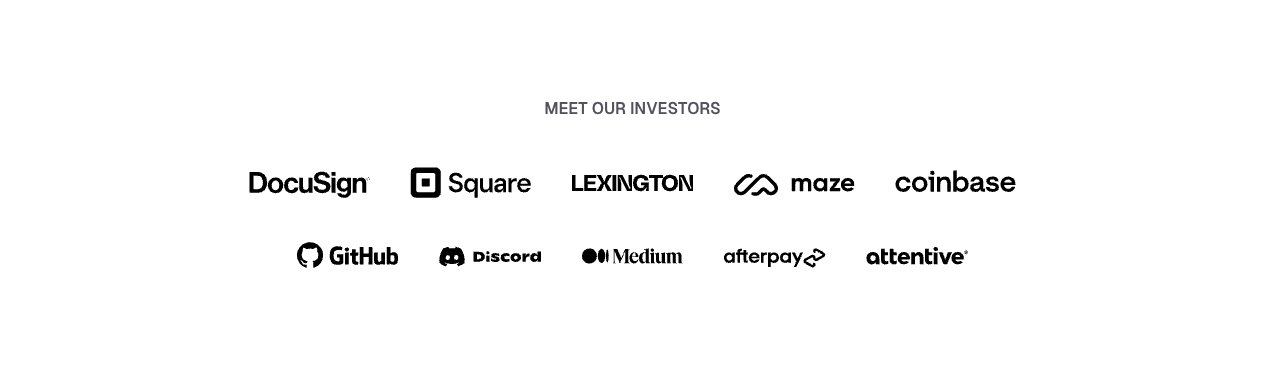 MEET OUR INVESTORS
DocuSign Square LEXINGTON maze coinbase
GitHub Discord Medium afterpay attentive®